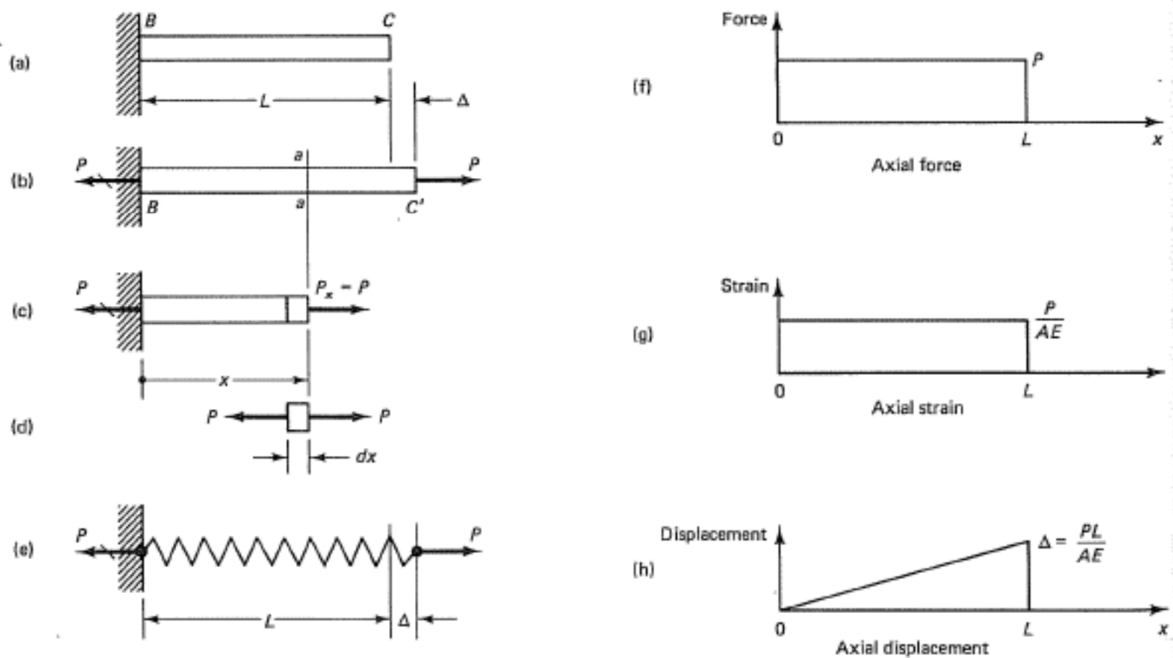 (a)
B
C
L
Δ
(b)
P
a
P
B
a
C'
(c)
P
P_x - P
x
(d)
P
P
dx
(e)
P
P
L
Δ
(f)
Force
P
0
L
x
Axial force
(g)
Strain
P
AE
0
L
x
Axial strain
(h)
Displacement
Δ = PL
AE
0
L
x
Axial displacement